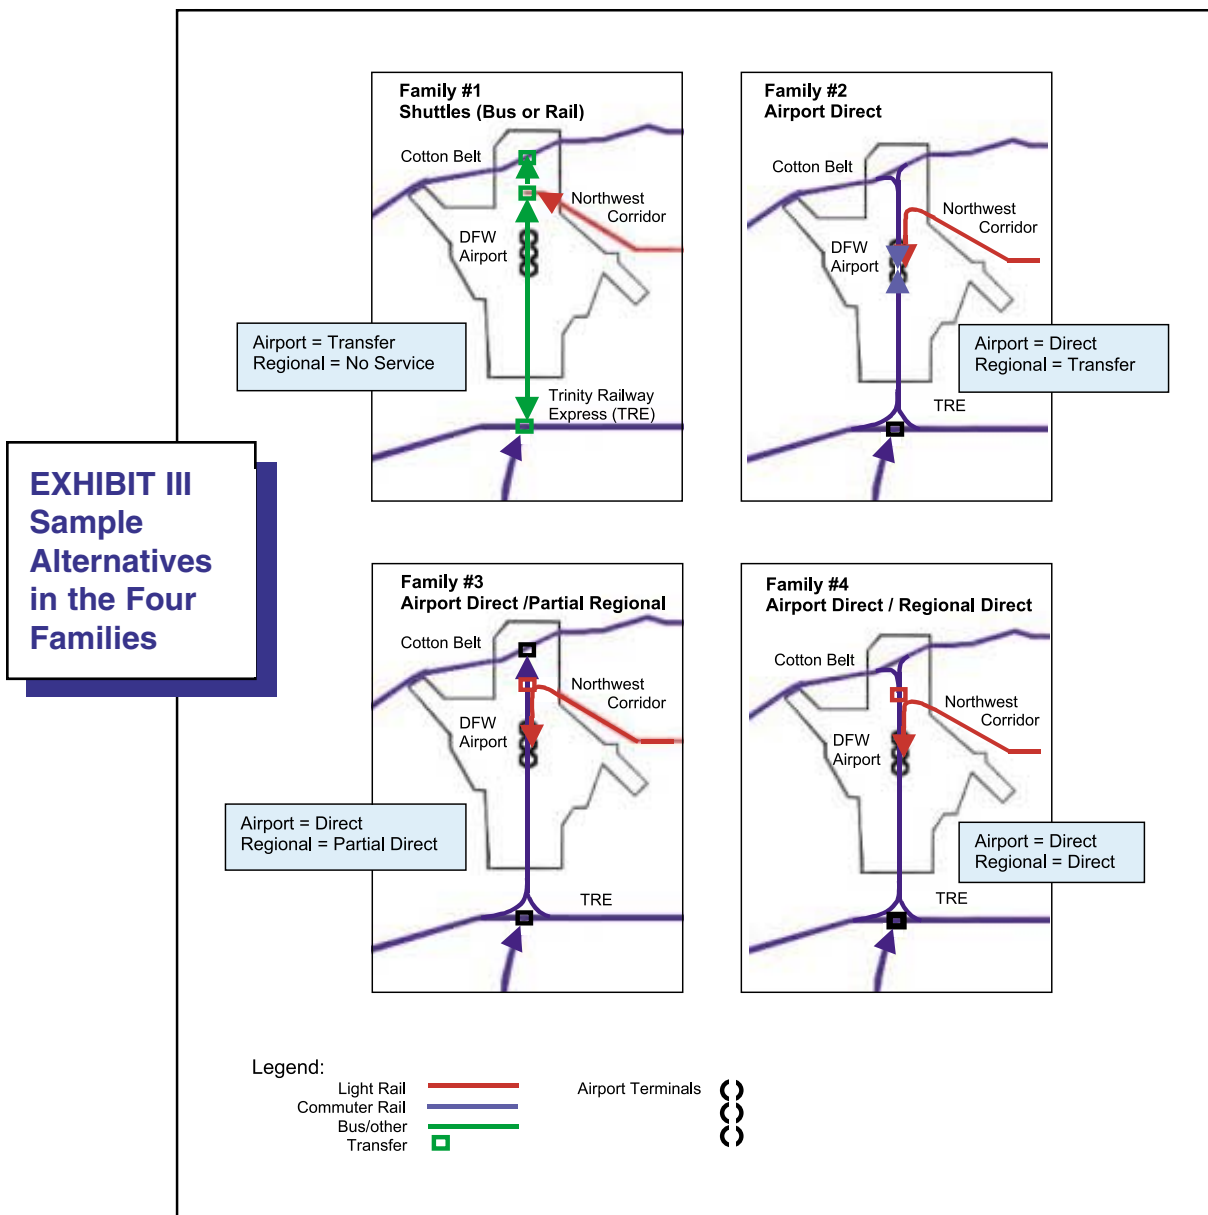 EXHIBIT III
Sample
Alternatives
in the Four
Families
Family #1
Shuttles (Bus or Rail)
Cotton Belt
Northwest
Corridor
DFW
Airport
Airport = Transfer
Regional = No Service
Trinity Railway
Express (TRE)
Family #2
Airport Direct
Cotton Belt
Northwest
Corridor
DFW
Airport
Airport = Direct
Regional = Transfer
TRE
Family #3
Airport Direct /Partial Regional
Cotton Belt
Northwest
Corridor
DFW
Airport
Airport = Direct
Regional = Partial Direct
TRE
Family #4
Airport Direct / Regional Direct
Cotton Belt
Northwest
Corridor
DFW
Airport
Airport = Direct
Regional = Direct
TRE
Legend:
Light Rail
Commuter Rail
Bus/other
Transfer
Airport Terminals